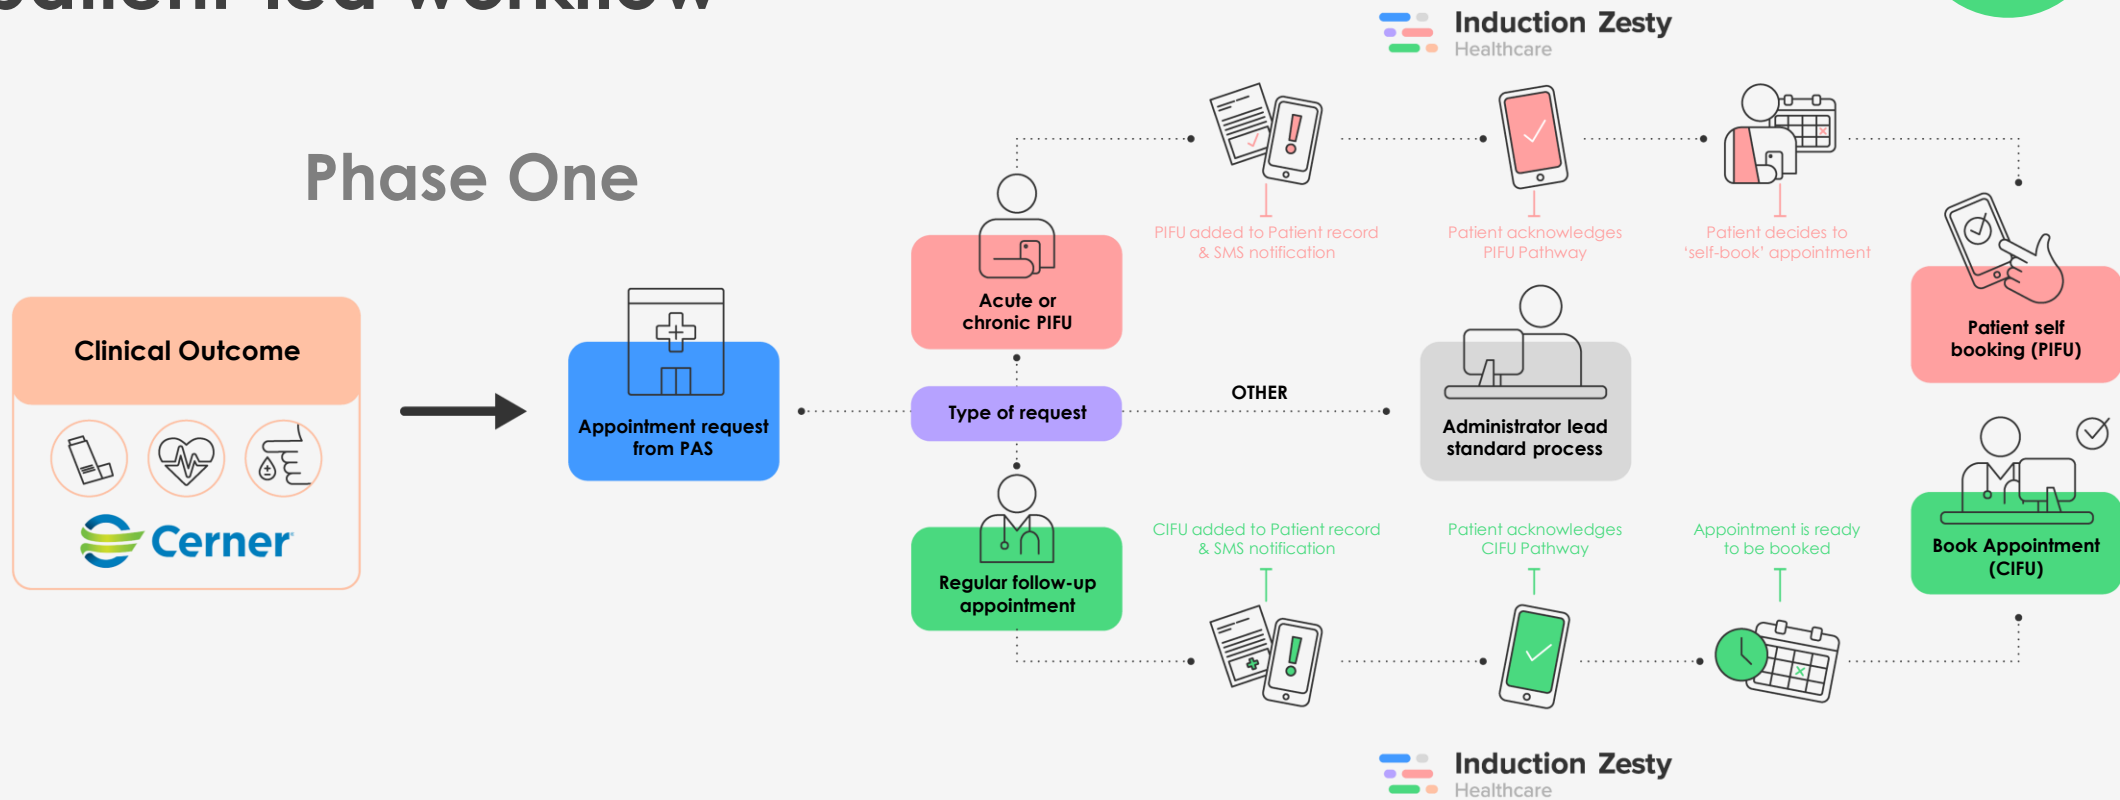 patient-led workflow
Induction Zesty
Healthcare
Phase One
PIFU added to Patient record
& SMS notification
Patient acknowledges
PIFU Pathway
Patient decides to
‘self-book’ appointment
Acute or
chronic PIFU
Patient self
booking (PIFU)
Clinical Outcome
Cerner
Appointment request
from PAS
Type of request
OTHER
Administrator lead
standard process
Regular follow-up
appointment
CIFU added to Patient record
& SMS notification
Patient acknowledges
CIFU Pathway
Appointment is ready
to be booked
Book Appointment
(CIFU)
Induction Zesty
Healthcare